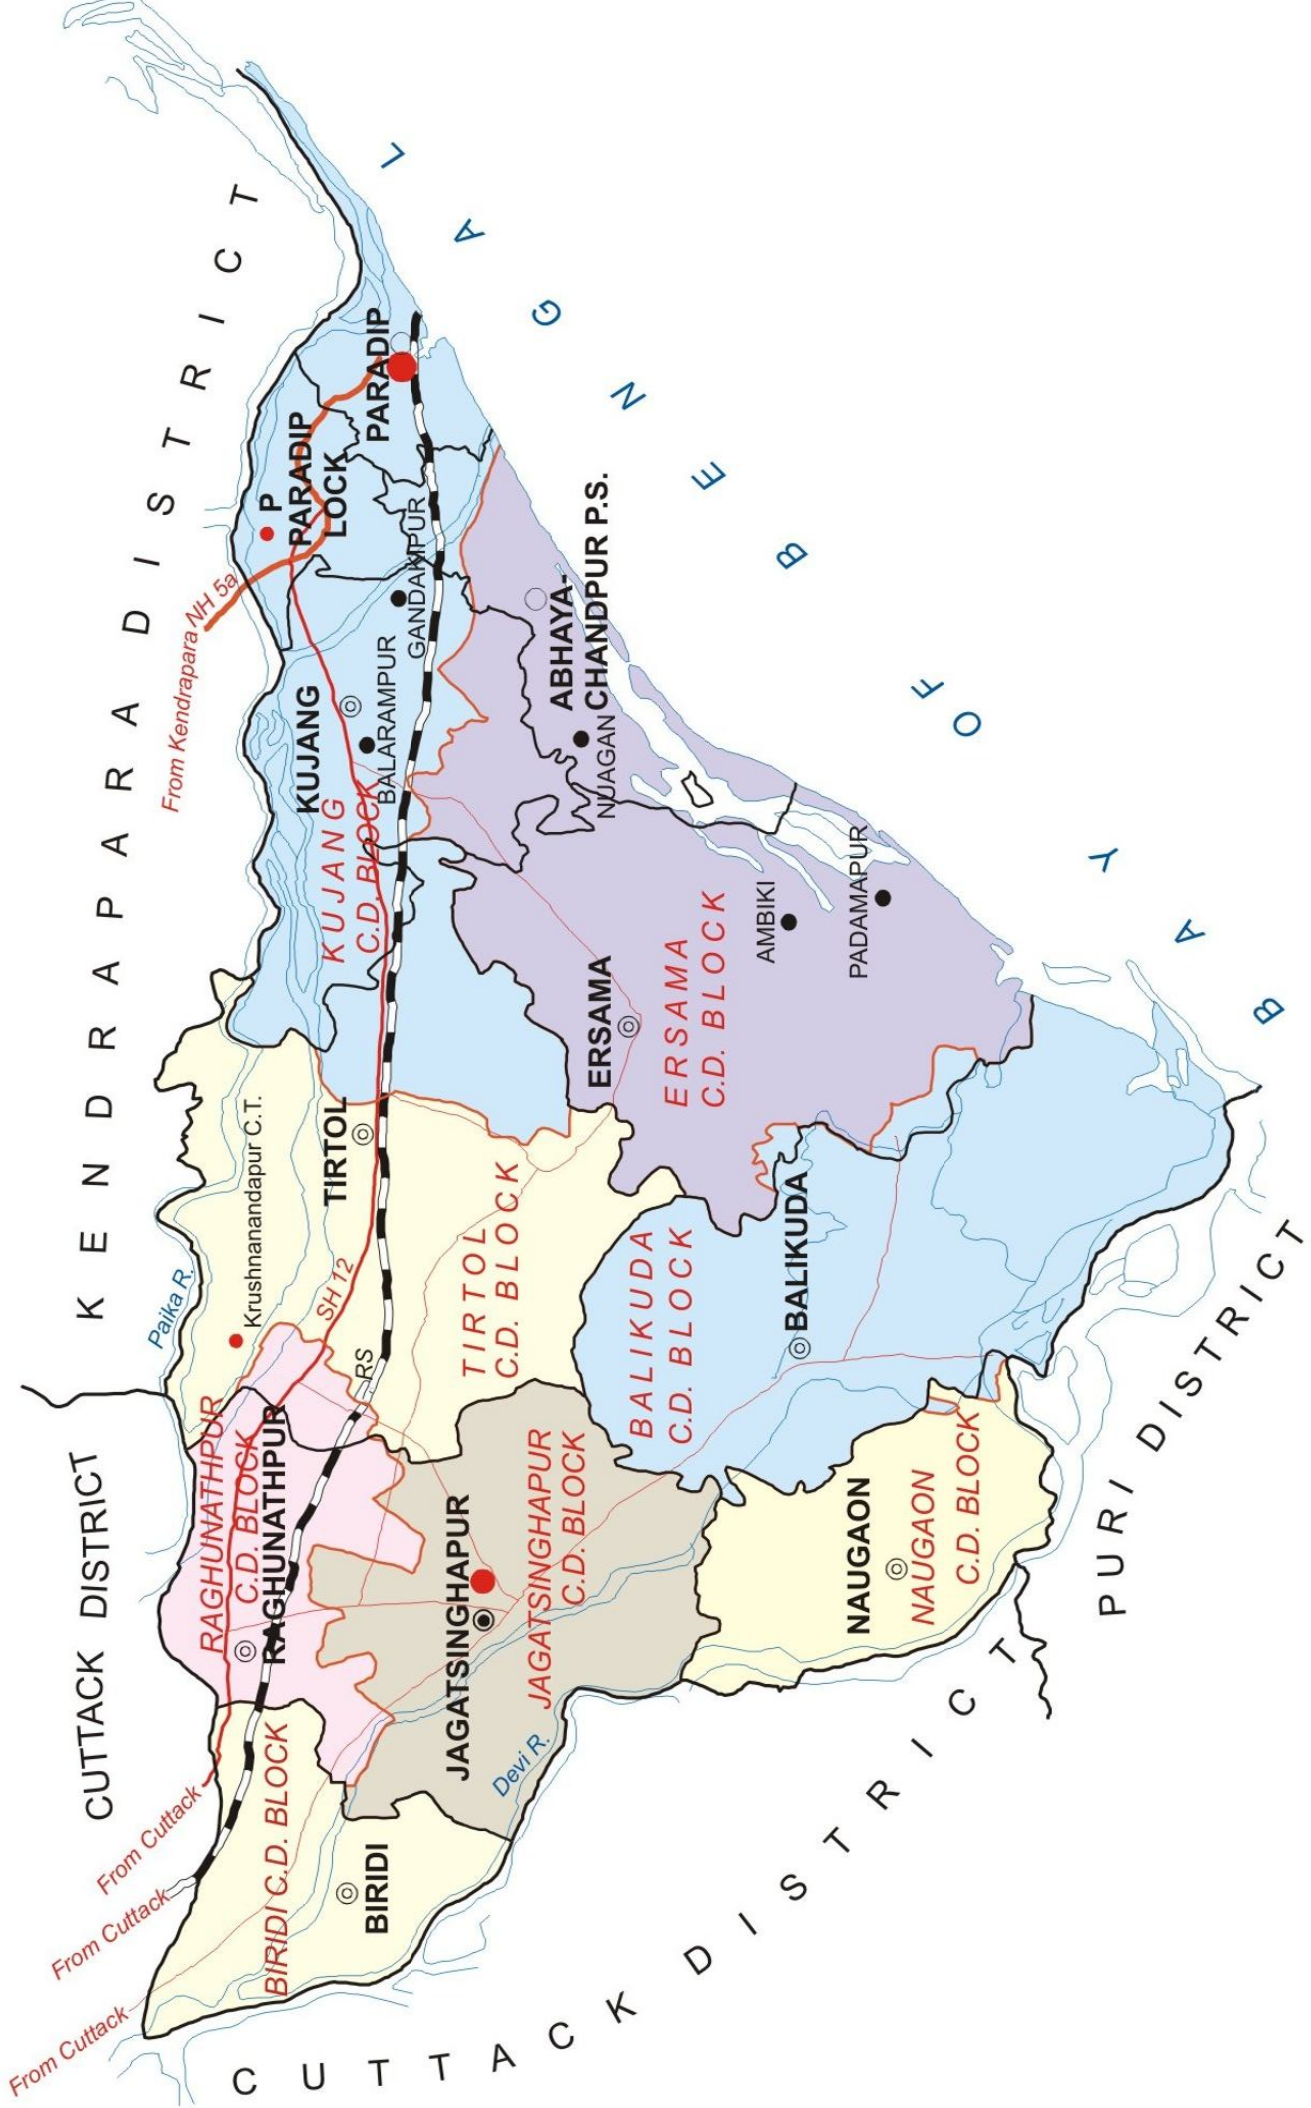 KENDRAPARA DISTRICT
CUTTACK DISTRICT
From Cuttack
From Cuttack
From Cuttack
From Kendrapara
NH 5a
Paika R.
Krushnanandapur C.T.
SH 12
RS
RAGHUNATHPUR
C.D. BLOCK
RAGHUNATHPUR
BIRIDI C.D. BLOCK
BIRIDI
TIRTOL
TIRTOL
C.D. BLOCK
KUJANG
KUJANG
C.D. BLOCK
BALARAMPUR
GANDAKIPUR
P
PARADIP
LOCK
PARADIP
JAGATSINGHAPUR
JAGATSINGHAPUR
C.D. BLOCK
Devi R.
ERSAMA
ERSAMA
C.D. BLOCK
ABHAYA-
CHANDPUR P.S.
NUAGAN
AMBIKI
PADAMAPUR
BALIKUDA
C.D. BLOCK
BALIKUDA
NAUGAON
NAUGAON
C.D. BLOCK
CUTTACK DISTRICT
PURI DISTRICT
BAY OF BENGAL